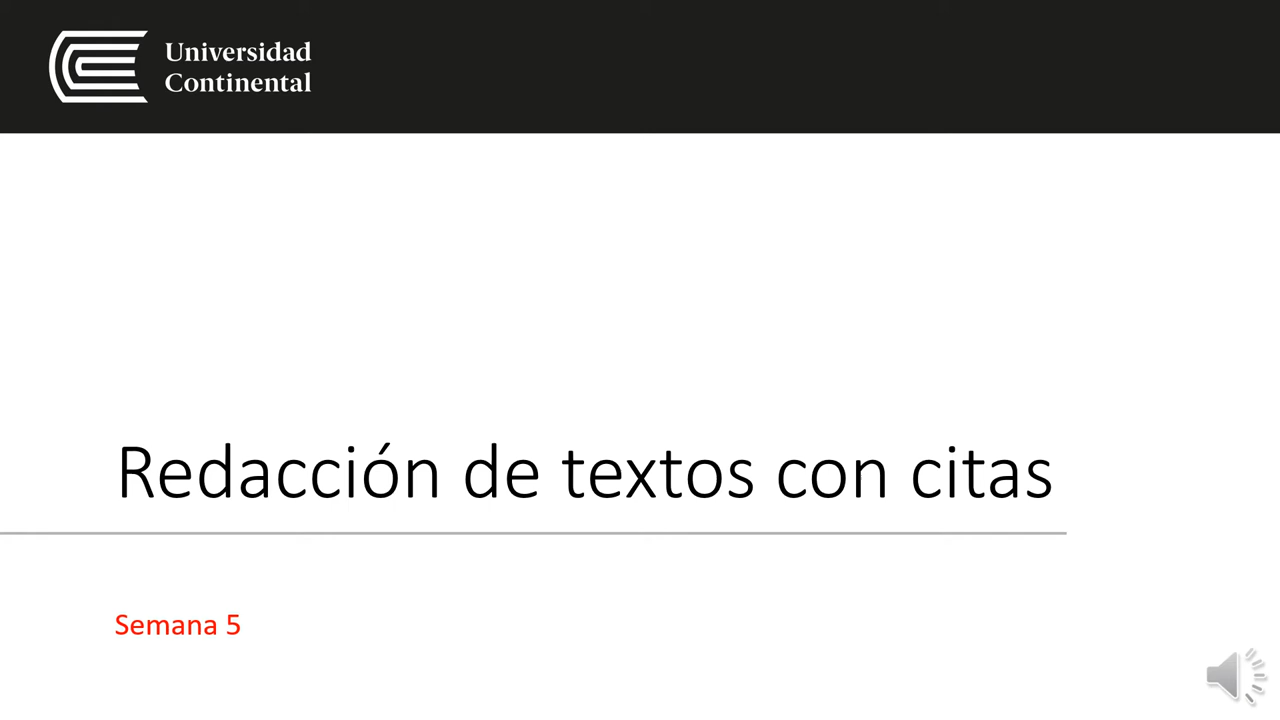 Universidad
Continental
Redacción de textos con citas
Semana 5